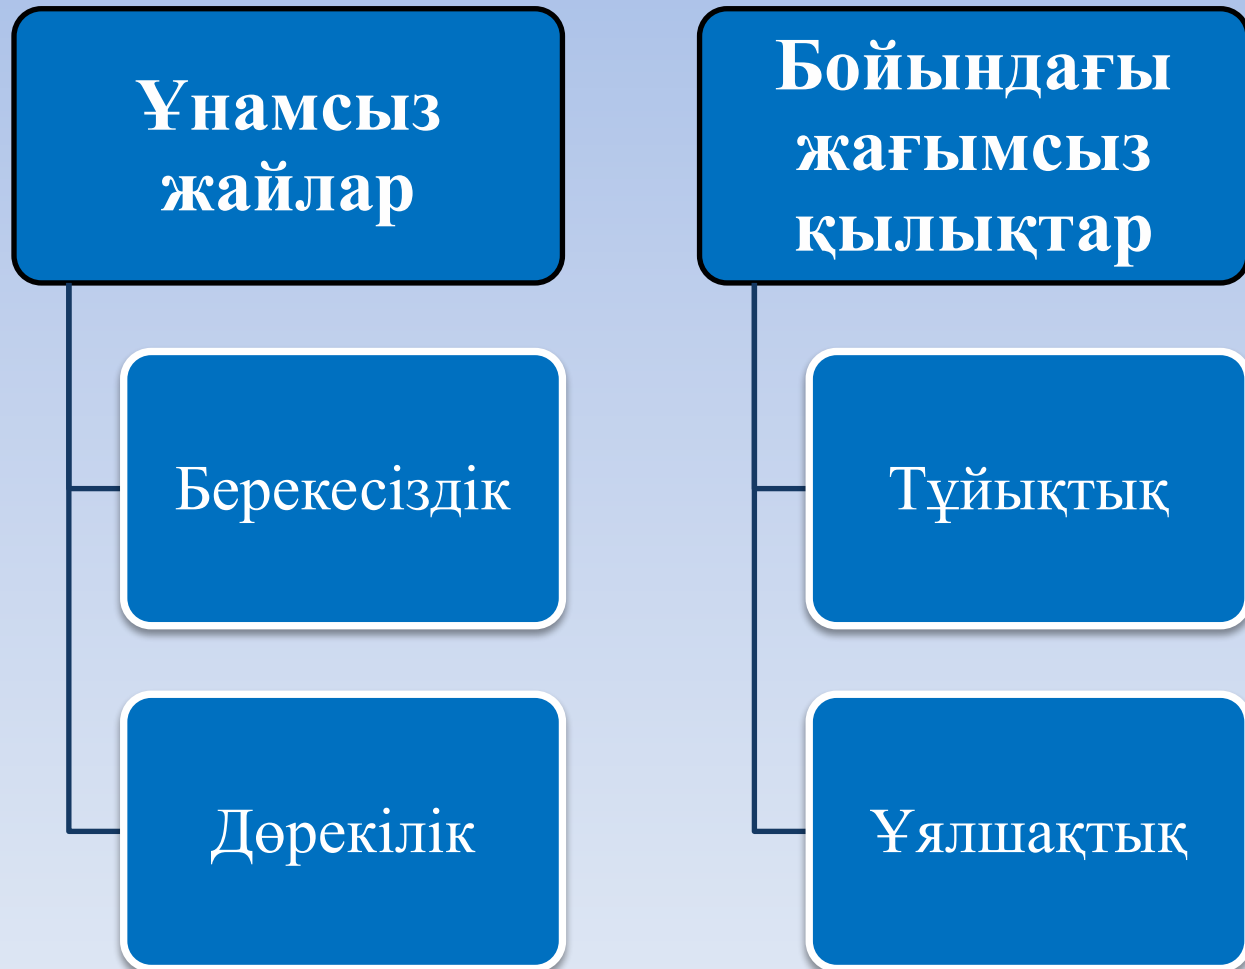 Ұнамсыз
жайлар
Берекесіздік
Дөрекілік
Бойындағы
жағымсыз
қылықтар
Тұйықтық
Ұялшақтық